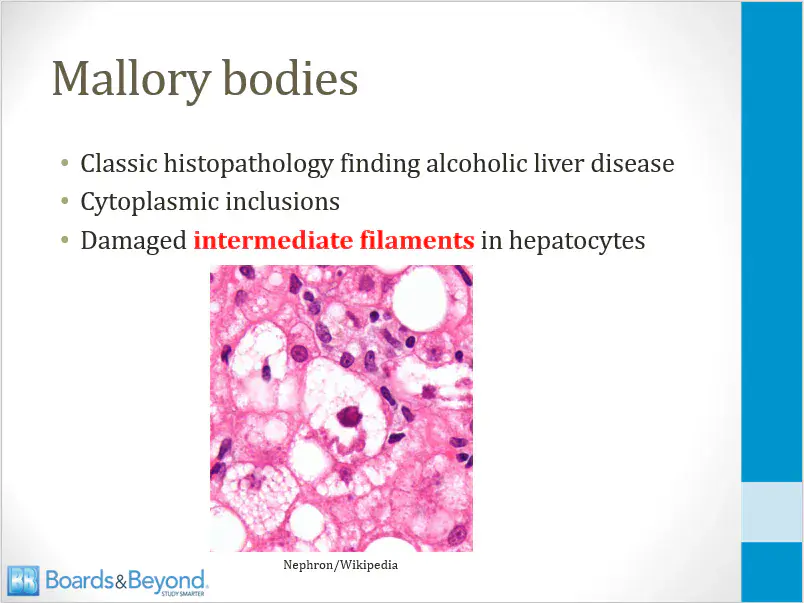 Mallory bodies
• Classic histopathology finding alcoholic liver disease
• Cytoplasmic inclusions
• Damaged intermediate filaments in hepatocytes
Nephron/Wikipedia
BB Boards&Beyond.
STUDY SMARTER